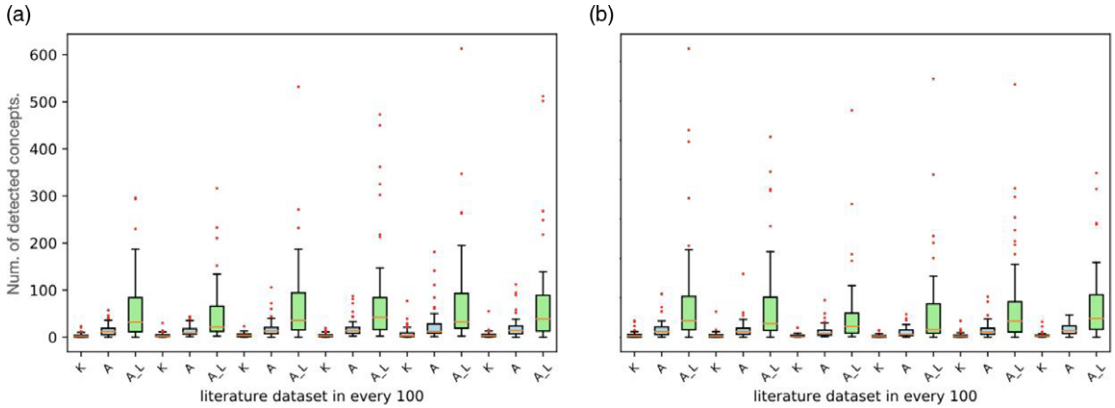 (a)
(b)
Num. of detected concepts.
600
500
400
300
200
100
0
K A A_L K A A_L K A A_L K A A_L K A A_L K A A_L
K A A_L K A A_L K A A_L K A A_L K A A_L K A A_L
literature dataset in every 100
literature dataset in every 100